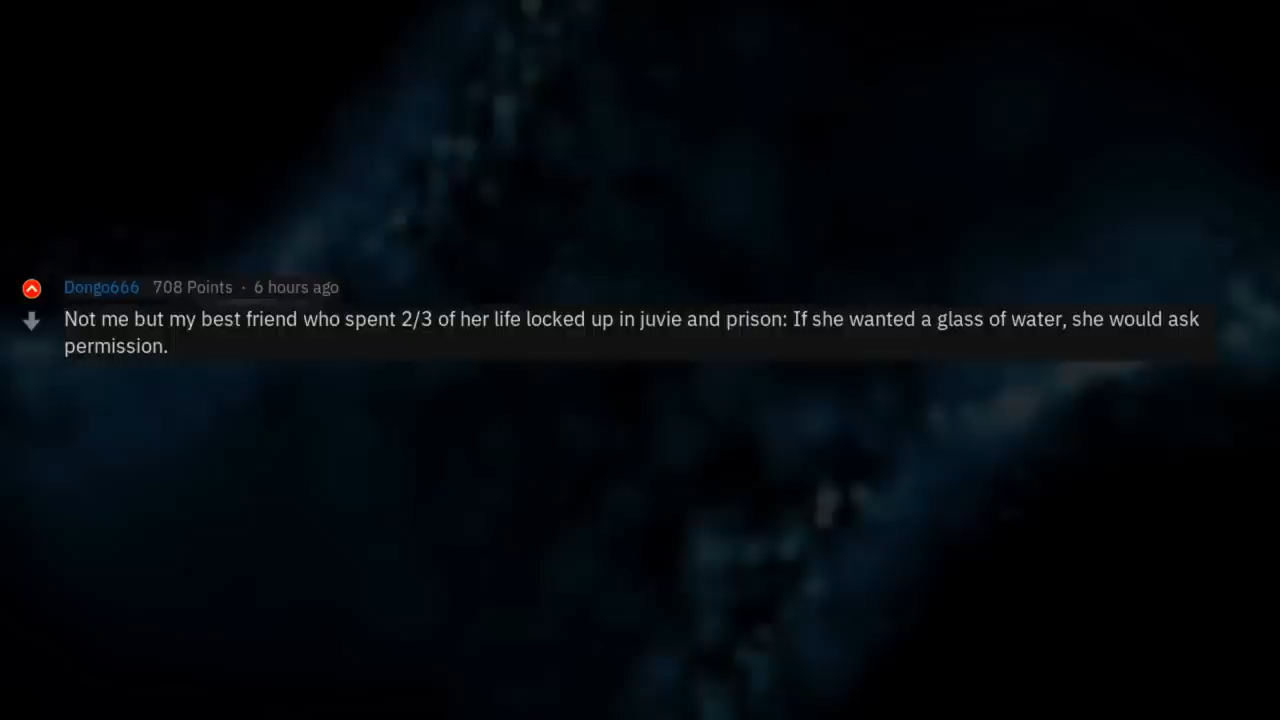 Dongo666 708 Points · 6 hours ago
Not me but my best friend who spent 2/3 of her life locked up in juvie and prison: If she wanted a glass of water, she would ask
permission.